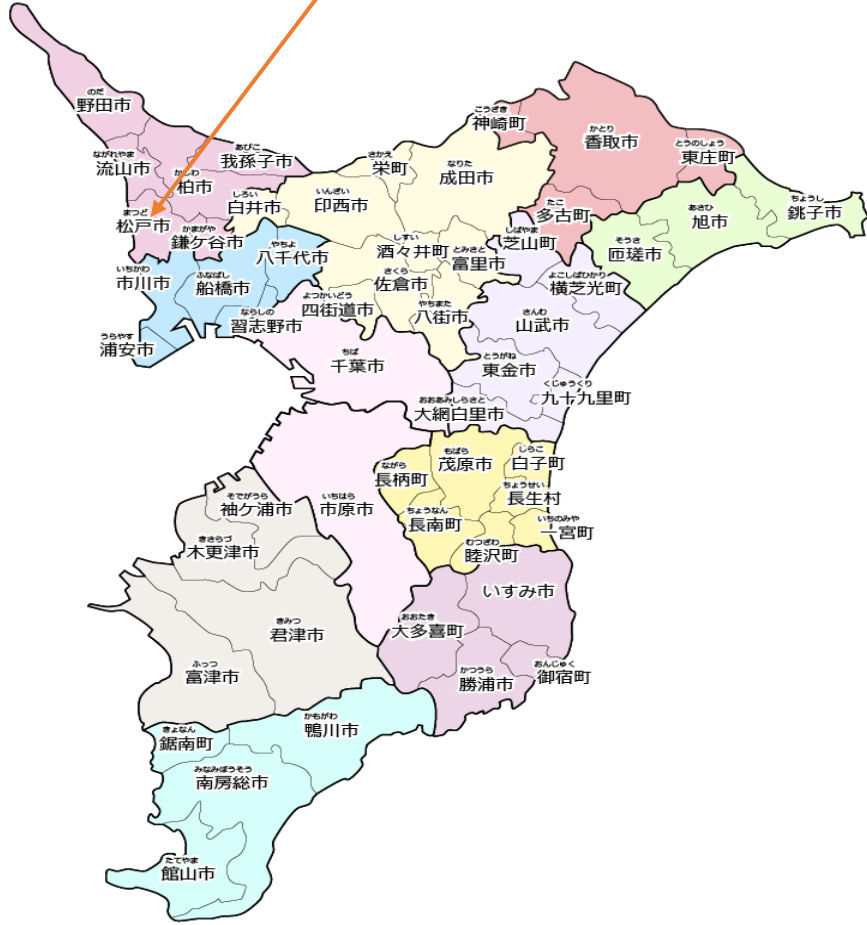 のだ
野田市
こうざき
神崎町
かとり
香取市
とうのしょう
東庄町
ながれやま
流山市
かしわ
柏市
あびこ
我孫子市
さかえ
栄町
なりた
成田市
しろい
白井市
いんざい
印西市
たこ
多古町
まつど
松戸市
かまがや
鎌ケ谷市
あさひ
旭市
ちょうし
銚子市
しばやま
芝山町
そうさ
匝瑳市
やちよ
八千代市
しすい
酒々井町
とみさと
富里市
いちかわ
市川市
ふなばし
船橋市
さくら
佐倉市
よこしばひかり
横芝光町
よつかいどう
四街道市
やちまた
八街市
ならしの
習志野市
さんむ
山武市
うらやす
浦安市
ちば
千葉市
とうがね
東金市
おおあみしらさと
大網白里市
くじゅうくり
九十九里町
ながら
長柄町
もばら
茂原市
しらこ
白子町
そでがうら
袖ケ浦市
いちはら
市原市
ちょうせい
長生村
ちょうなん
長南町
いちのみや
一宮町
きさらづ
木更津市
むつざわ
睦沢町
いすみ市
きみつ
君津市
おおたき
大多喜町
ふっつ
富津市
かつうら
勝浦市
おんじゅく
御宿町
きょなん
鋸南町
かもがわ
鴨川市
みなみぼうそう
南房総市
たてやま
館山市